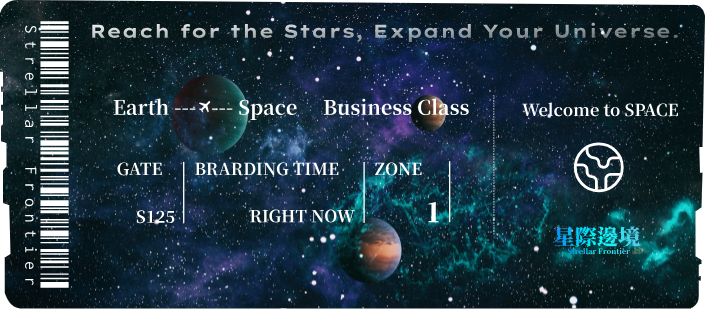 Reach for the Stars, Expand Your Universe.
Strellar Frontier
Earth ---✈--- Space
Business Class
Welcome to SPACE
GATE
BRARDING TIME
ZONE
S125
RIGHT NOW
1
星際邊境
Stellar Frontier